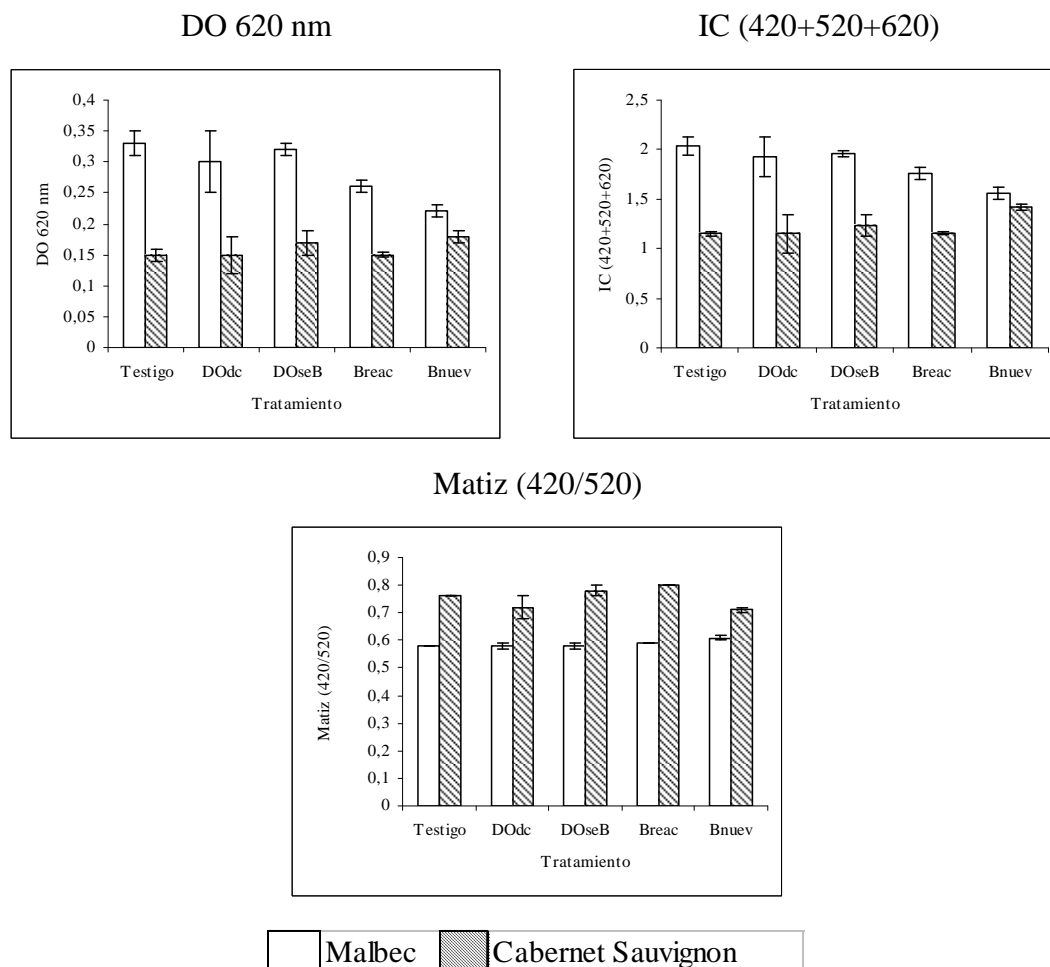 DO 620 nm
0,4
0,35
0,3
0,25
0,2
0,15
0,1
0,05
0
DO 620 nm
Testigo DOdc DOseB Breac Bnuev
Tratamiento
IC (420+520+620)
2,5
2
1,5
1
0,5
0
IC (420+520+620)
Testigo DOdc DOseB Breac Bnuev
Tratamiento
Matiz (420/520)
0,9
0,8
0,7
0,6
0,5
0,4
0,3
0,2
0,1
0
Matiz (420/520)
Testigo DOdc DOseB Breac Bnuev
Tratamiento
Malbec Cabernet Sauvignon